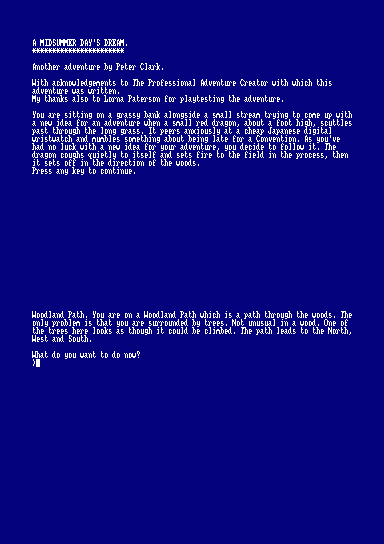 A MIDSUMMER DAY'S DREAM.
***********************
Another adventure by Peter Clark.
With acknowledgements to The Professional Adventure Creator with which this
adventure was written.
My thanks also to Lorna Paterson for playtesting the adventure.
You are sitting on a grassy bank alongside a small stream trying to come up with
a new idea for an adventure when a small red dragon, about a foot high, scuttles
past through the long grass. It peers anxiously at a cheap Japanese digital
wristwatch and mumbles something about being late for a Convention. As you've
had no luck with a new idea for your adventure, you decide to follow it. The
dragon coughs quietly to itself and sets fire to the field in the process, then
it sets off in the direction of the woods.
Press any key to continue.
Woodland Path. You are on a Woodland Path which is a path through the woods. The
only problem is that you are surrounded by trees. Not unusual in a wood. One of
the trees here looks as though it could be climbed. The path leads to the North,
West and South.
What do you want to do now?
>